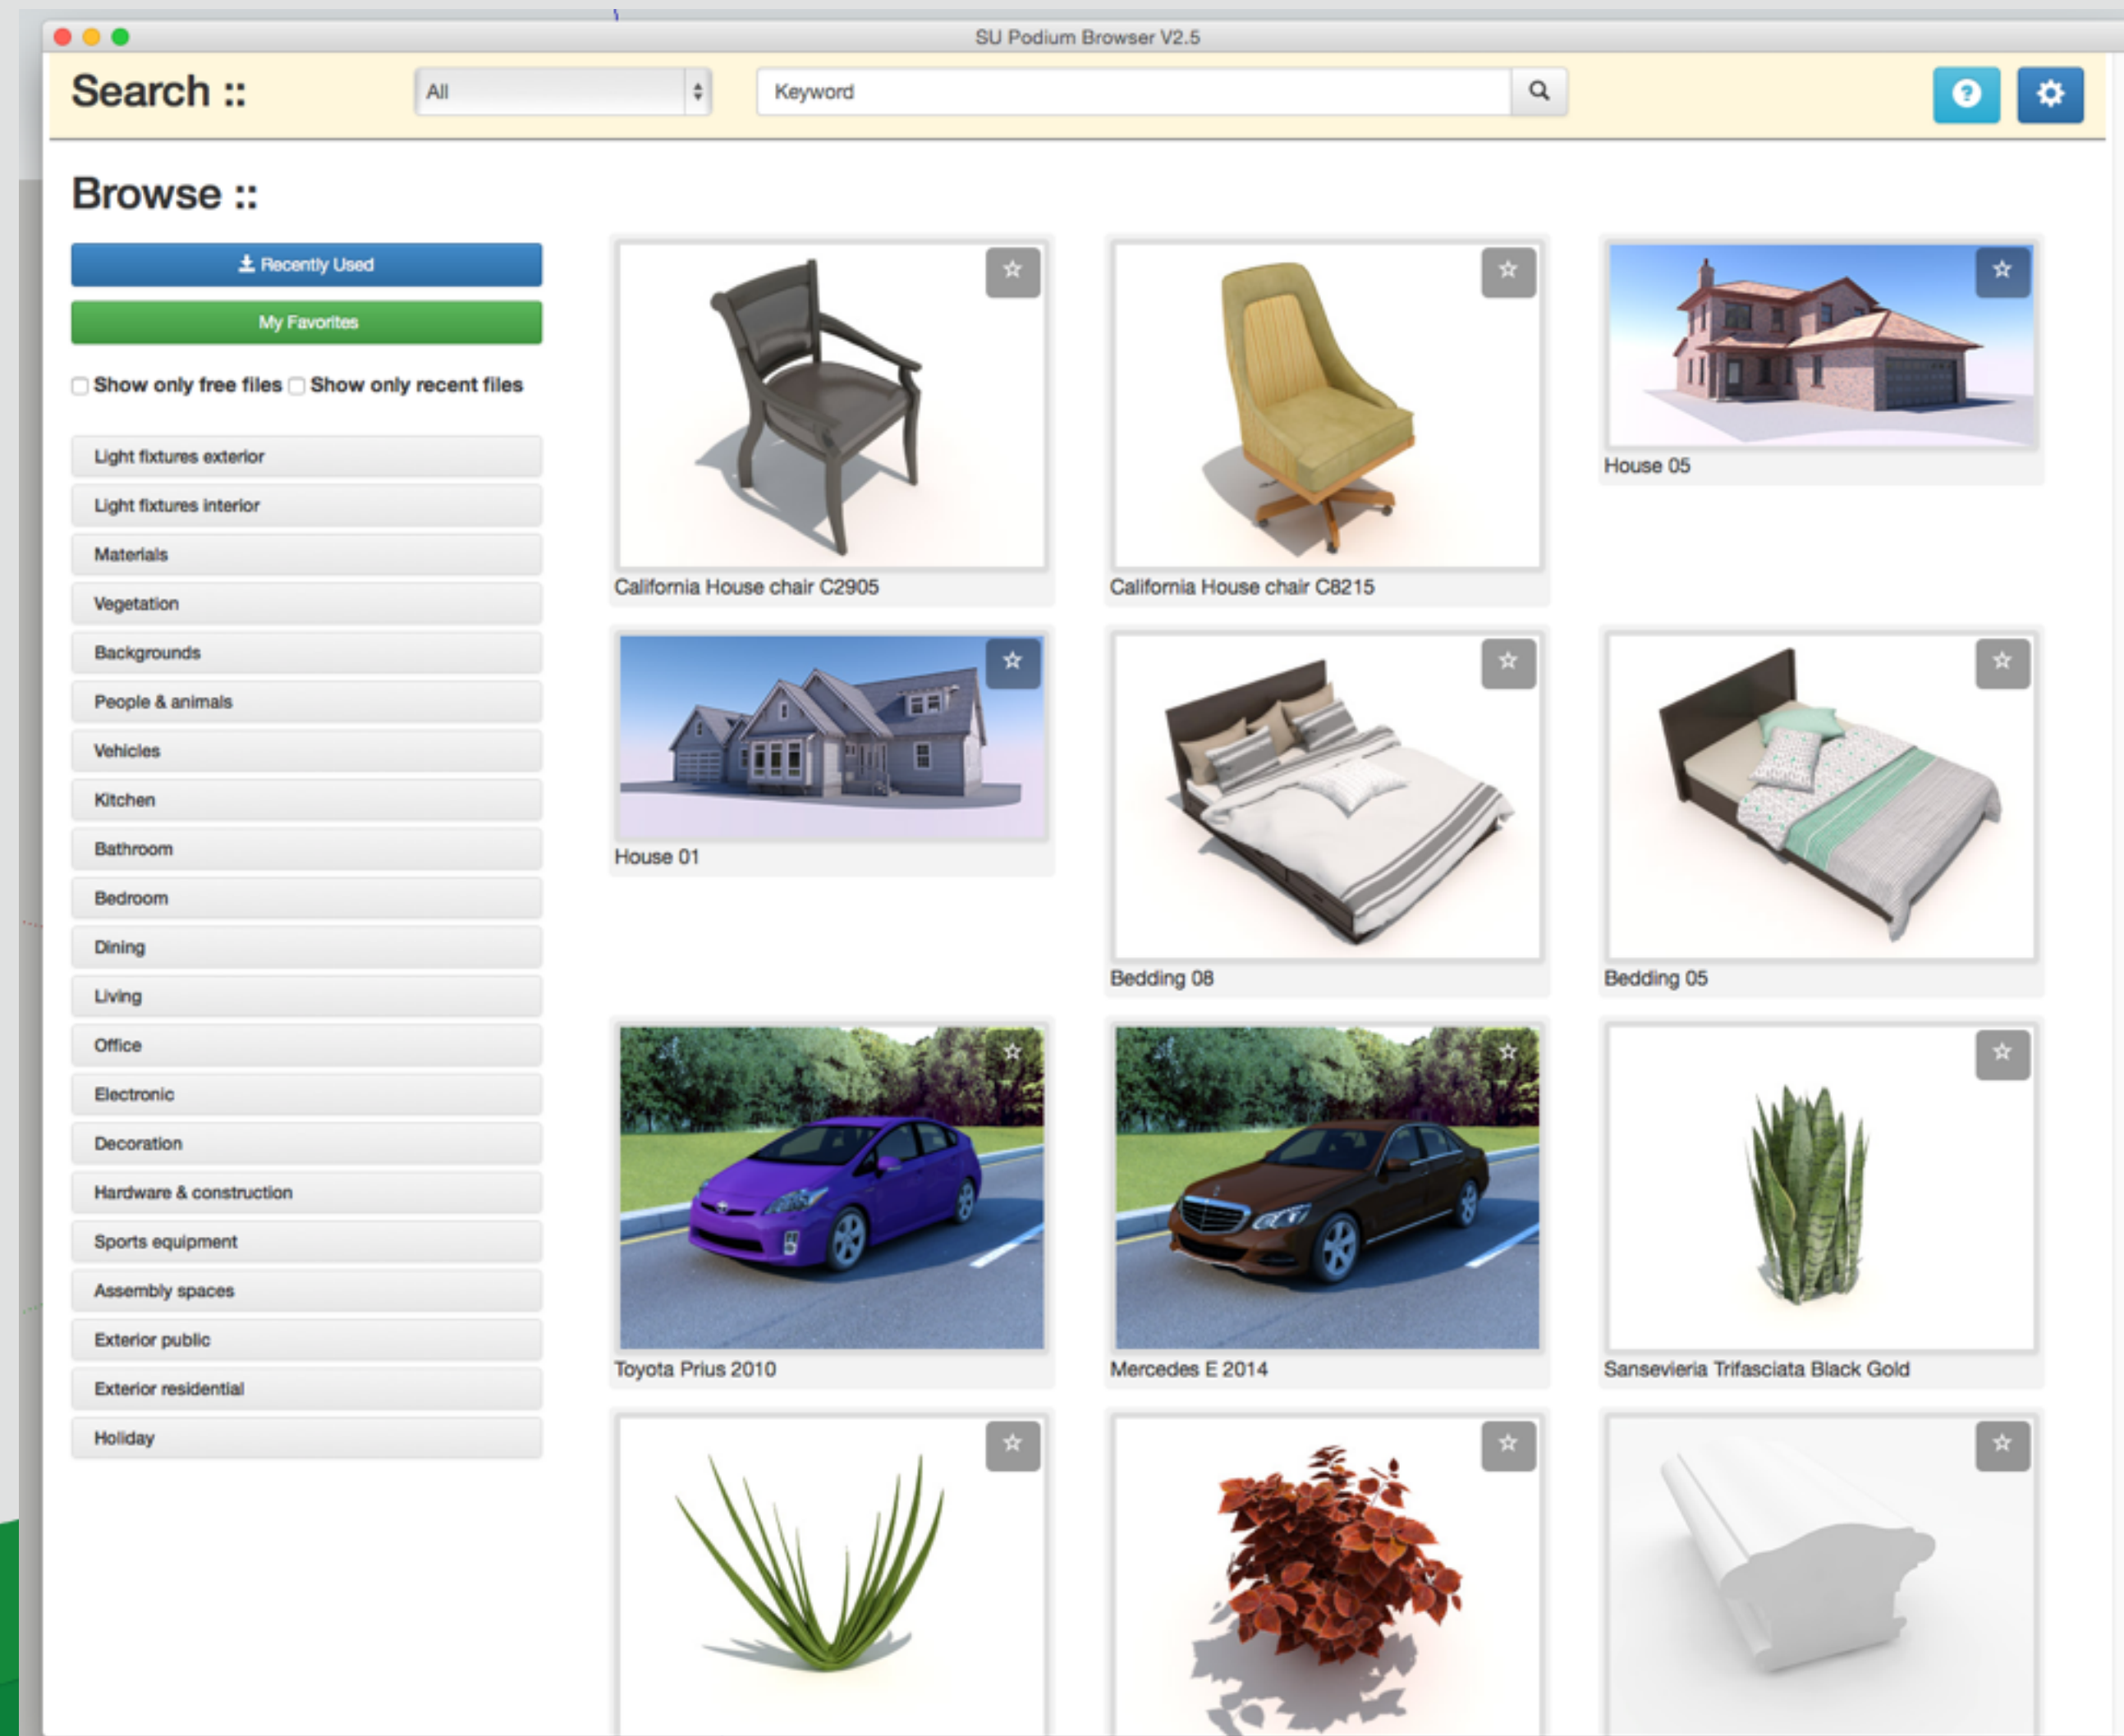 SU Podium Browser V2.5
Search ::
All
Keyword
Browse ::
Recently Used
My Favorites
Show only free files Show only recent files
Light fixtures exterior
Light fixtures interior
Materials
Vegetation
Backgrounds
People & animals
Vehicles
Kitchen
Bathroom
Bedroom
Dining
Living
Office
Electronic
Decoration
Hardware & construction
Sports equipment
Assembly spaces
Exterior public
Exterior residential
Holiday
California House chair C2905
California House chair C8215
House 05
House 01
Bedding 08
Bedding 05
Toyota Prius 2010
Mercedes E 2014
Sansevieria Trifasciata Black Gold